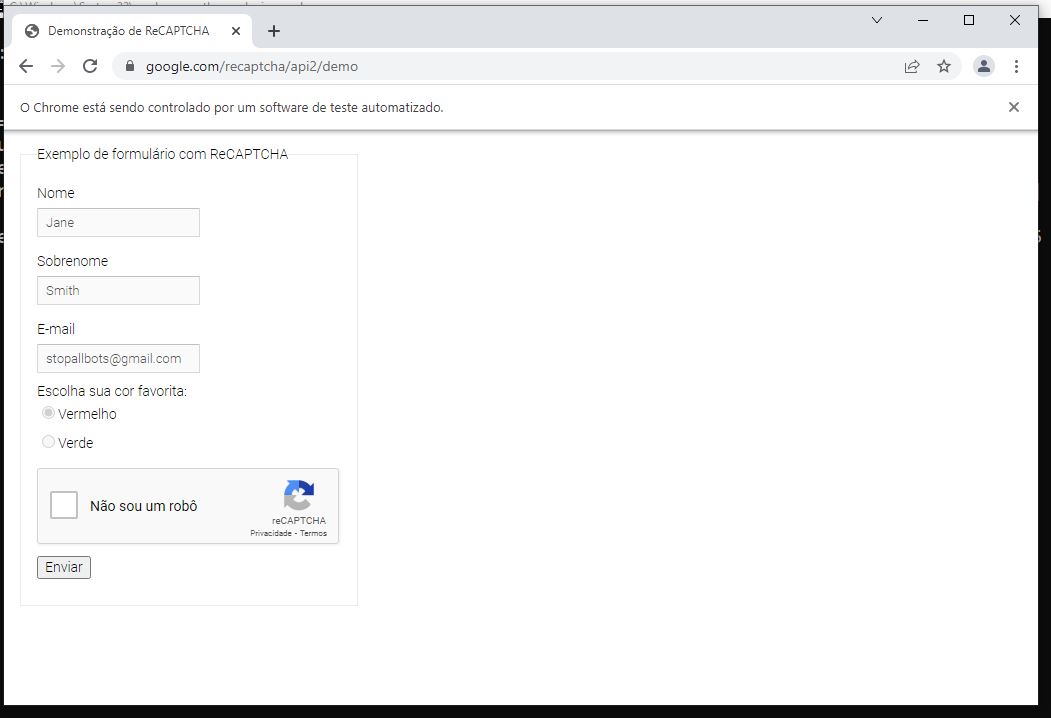 Demonstração de ReCAPTCHA
google.com/recaptcha/api2/demo
O Chrome está sendo controlado por um software de teste automatizado.
Exemplo de formulário com ReCAPTCHA
Nome
Jane
Sobrenome
Smith
E-mail
stopallbots@gmail.com
Escolha sua cor favorita:
Vermelho
Verde
Não sou um robô
reCAPTCHA
Privacidade - Termos
Enviar